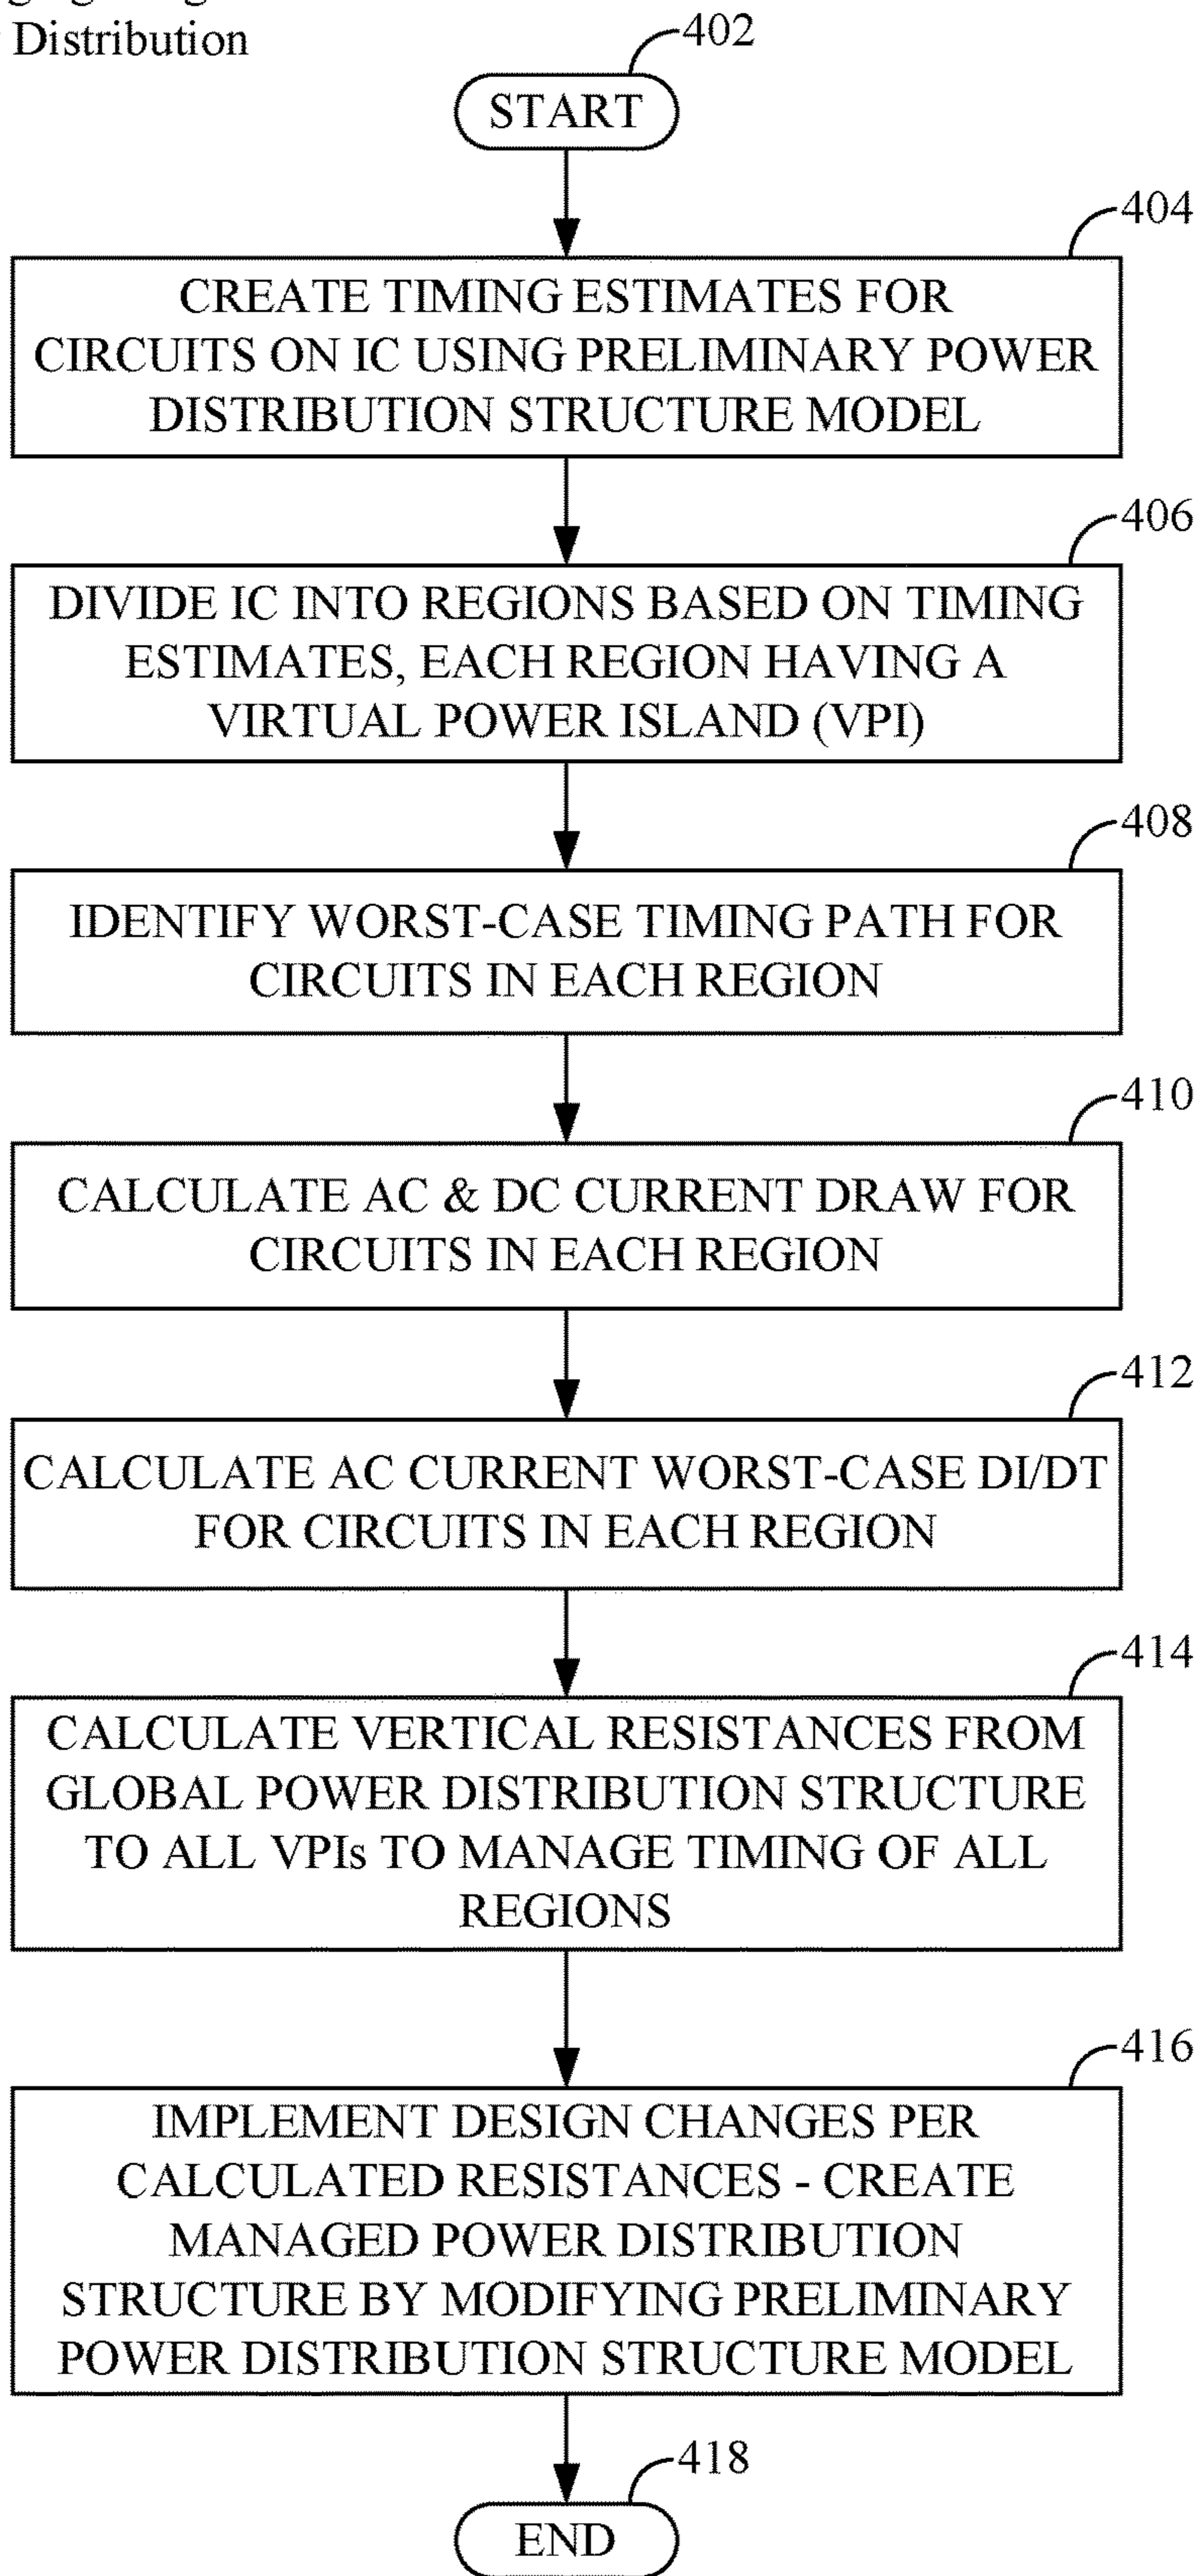 Distribution
402
START
404
CREATE TIMING ESTIMATES FOR
CIRCUITS ON IC USING PRELIMINARY POWER
DISTRIBUTION STRUCTURE MODEL
406
DIVIDE IC INTO REGIONS BASED ON TIMING
ESTIMATES, EACH REGION HAVING A
VIRTUAL POWER ISLAND (VPI)
408
IDENTIFY WORST-CASE TIMING PATH FOR
CIRCUITS IN EACH REGION
410
CALCULATE AC & DC CURRENT DRAW FOR
CIRCUITS IN EACH REGION
412
CALCULATE AC CURRENT WORST-CASE DI/DT
FOR CIRCUITS IN EACH REGION
414
CALCULATE VERTICAL RESISTANCES FROM
GLOBAL POWER DISTRIBUTION STRUCTURE
TO ALL VPIs TO MANAGE TIMING OF ALL
REGIONS
416
IMPLEMENT DESIGN CHANGES PER
CALCULATED RESISTANCES - CREATE
MANAGED POWER DISTRIBUTION
STRUCTURE BY MODIFYING PRELIMINARY
POWER DISTRIBUTION STRUCTURE MODEL
418
END